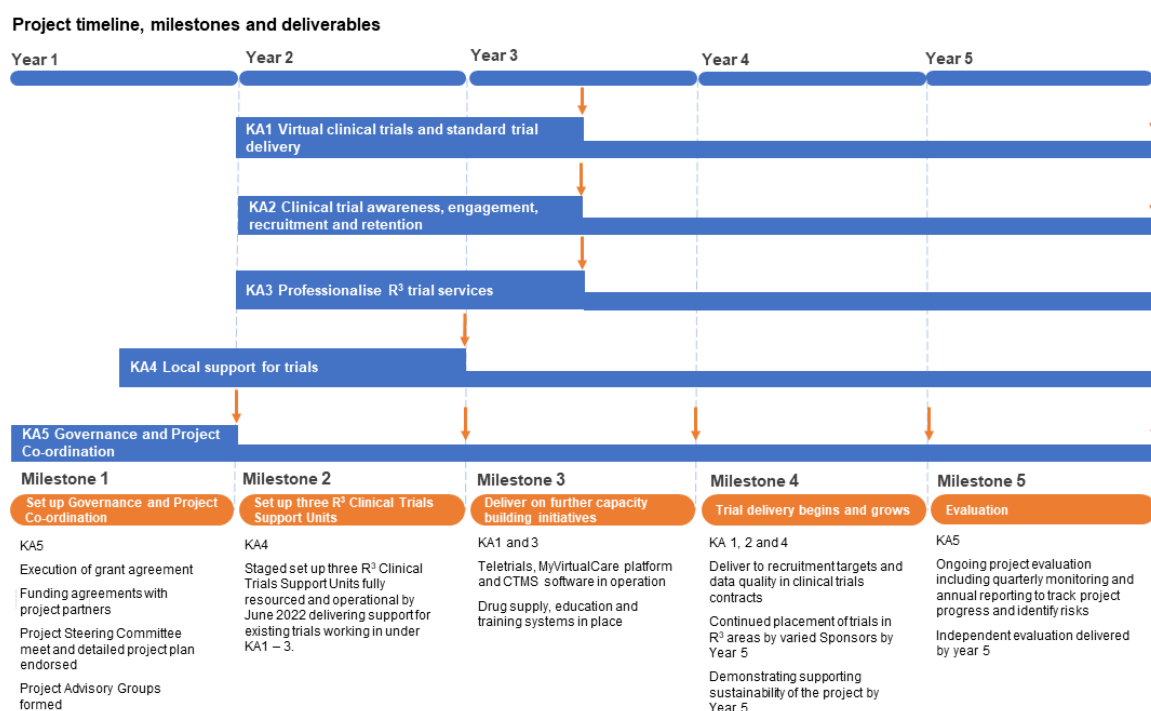 Project timeline, milestones and deliverables
Year 1
Year 2
Year 3
Year 4
Year 5
KA1 Virtual clinical trials and standard trial
delivery
KA2 Clinical trial awareness, engagement,
recruitment and retention
KA3 Professionalise R³ trial services
KA4 Local support for trials
KA5 Governance and Project
Co-ordination
Milestone 1
Set up Governance and Project
Co-ordination
KA5
Execution of grant agreement
Funding agreements with
project partners
Project Steering Committee
meet and detailed project plan
endorsed
Project Advisory Groups
formed
Milestone 2
Set up three R³ Clinical Trials
Support Units
KA4
Staged set up three R³ Clinical
Trials Support Units fully
resourced and operational by
June 2022 delivering support for
existing trials working in under
KA1 – 3.
Milestone 3
Deliver on further capacity
building initiatives
KA1 and 3
Teletrials, MyVirtualCare platform
and CTMS software in operation
Drug supply, education and
training systems in place
Milestone 4
Trial delivery begins and grows
KA 1, 2 and 4
Deliver to recruitment targets and
data quality in clinical trials
contracts
Continued placement of trials in
R³ areas by varied Sponsors by
Year 5
Demonstrating supporting
sustainability of the project by
Year 5
Milestone 5
Evaluation
KA5
Ongoing project evaluation
including quarterly monitoring and
annual reporting to track project
progress and identify risks
Independent evaluation delivered
by year 5